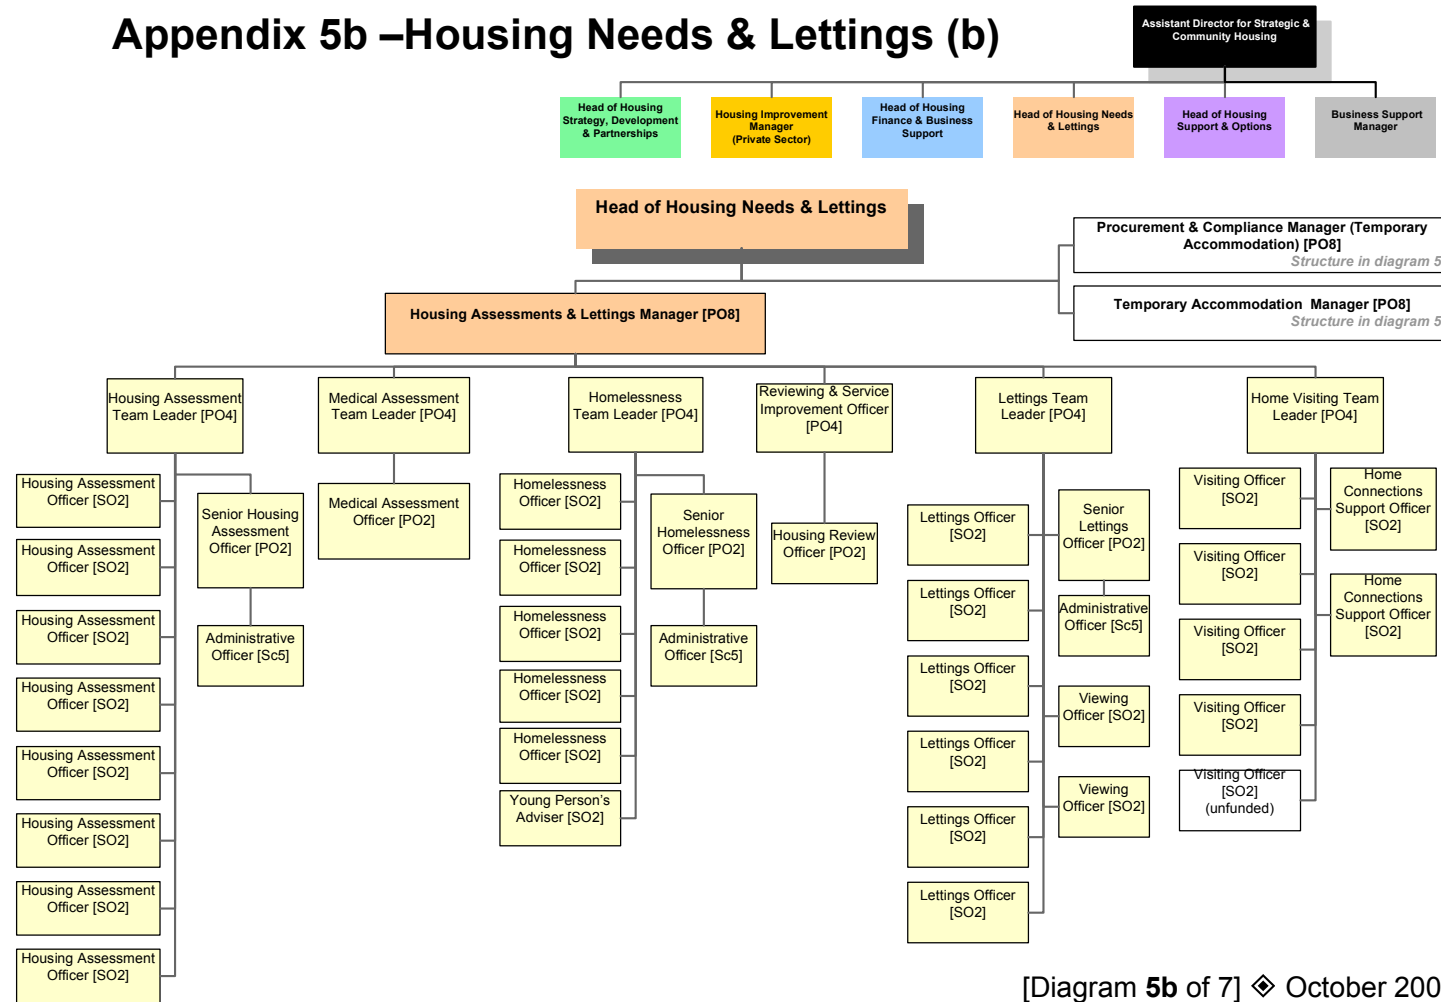 Appendix 5b –Housing Needs & Lettings (b)
Assistant Director for Strategic &
Community Housing
Head of Housing
Strategy, Development
& Partnerships
Housing Improvement
Manager
(Private Sector)
Head of Housing
Finance & Business
Support
Head of Housing Needs
& Lettings
Head of Housing
Support & Options
Business Support
Manager
Head of Housing Needs & Lettings
Procurement & Compliance Manager (Temporary
Accommodation) [PO8]
Structure in diagram 5
Temporary Accommodation Manager [PO8]
Structure in diagram 5
Housing Assessments & Lettings Manager [PO8]
Housing Assessment
Team Leader [PO4]
Medical Assessment
Team Leader [PO4]
Homelessness
Team Leader [PO4]
Reviewing & Service
Improvement Officer
[PO4]
Lettings Team
Leader [PO4]
Home Visiting Team
Leader [PO4]
Housing Assessment
Officer [SO2]
Housing Assessment
Officer [SO2]
Housing Assessment
Officer [SO2]
Housing Assessment
Officer [SO2]
Housing Assessment
Officer [SO2]
Housing Assessment
Officer [SO2]
Housing Assessment
Officer [SO2]
Housing Assessment
Officer [SO2]
Senior Housing
Assessment
Officer [PO2]
Administrative
Officer [Sc5]
Medical Assessment
Officer [PO2]
Homelessness
Officer [SO2]
Homelessness
Officer [SO2]
Homelessness
Officer [SO2]
Homelessness
Officer [SO2]
Homelessness
Officer [SO2]
Young Person's
Adviser [SO2]
Senior
Homelessness
Officer [PO2]
Administrative
Officer [Sc5]
Housing Review
Officer [PO2]
Lettings Officer
[SO2]
Lettings Officer
[SO2]
Lettings Officer
[SO2]
Lettings Officer
[SO2]
Lettings Officer
[SO2]
Lettings Officer
[SO2]
Senior
Lettings
Officer [PO2]
Administrative
Officer [Sc5]
Viewing
Officer [SO2]
Viewing
Officer [SO2]
Visiting Officer
[SO2]
Visiting Officer
[SO2]
Visiting Officer
[SO2]
Visiting Officer
[SO2]
Visiting Officer
[SO2]
(unfunded)
Home
Connections
Support Officer
[SO2]
Home
Connections
Support Officer
[SO2]
[Diagram 5b of 7] ◈ October 200